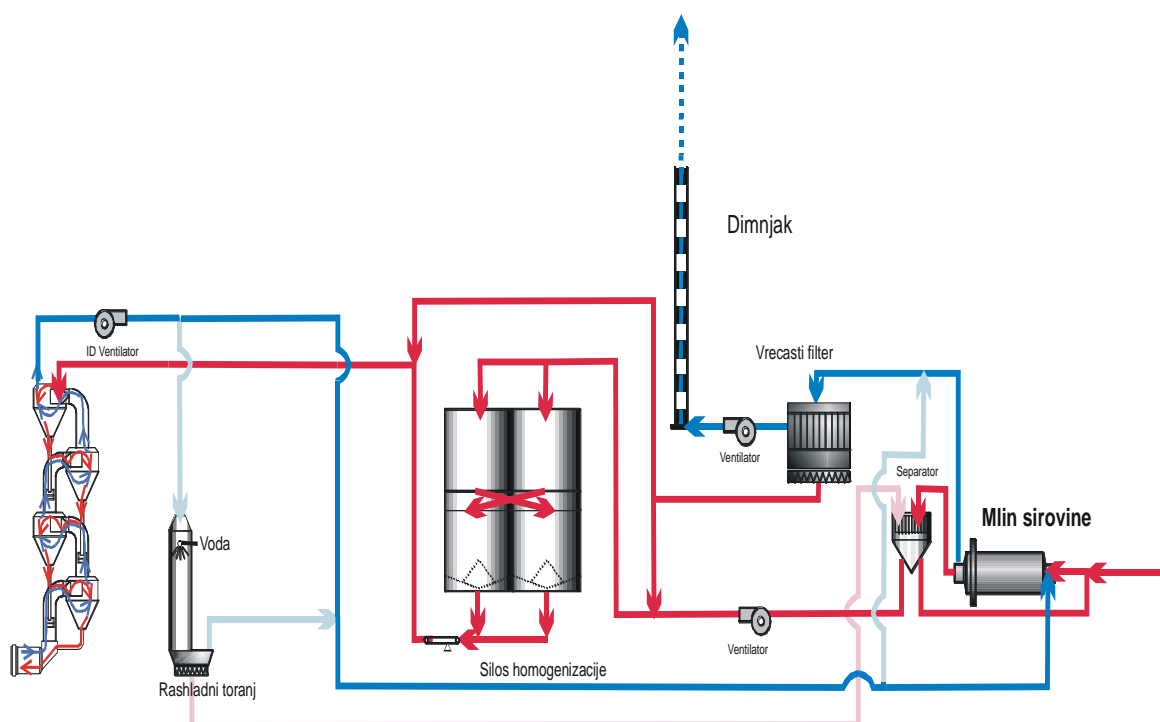 Dimnjak
ID Ventilator
Vrecasti filter
Ventilator
Separator
Mlin sirovine
Voda
Ventilator
Silos homogenizacije
Rashladni toranj